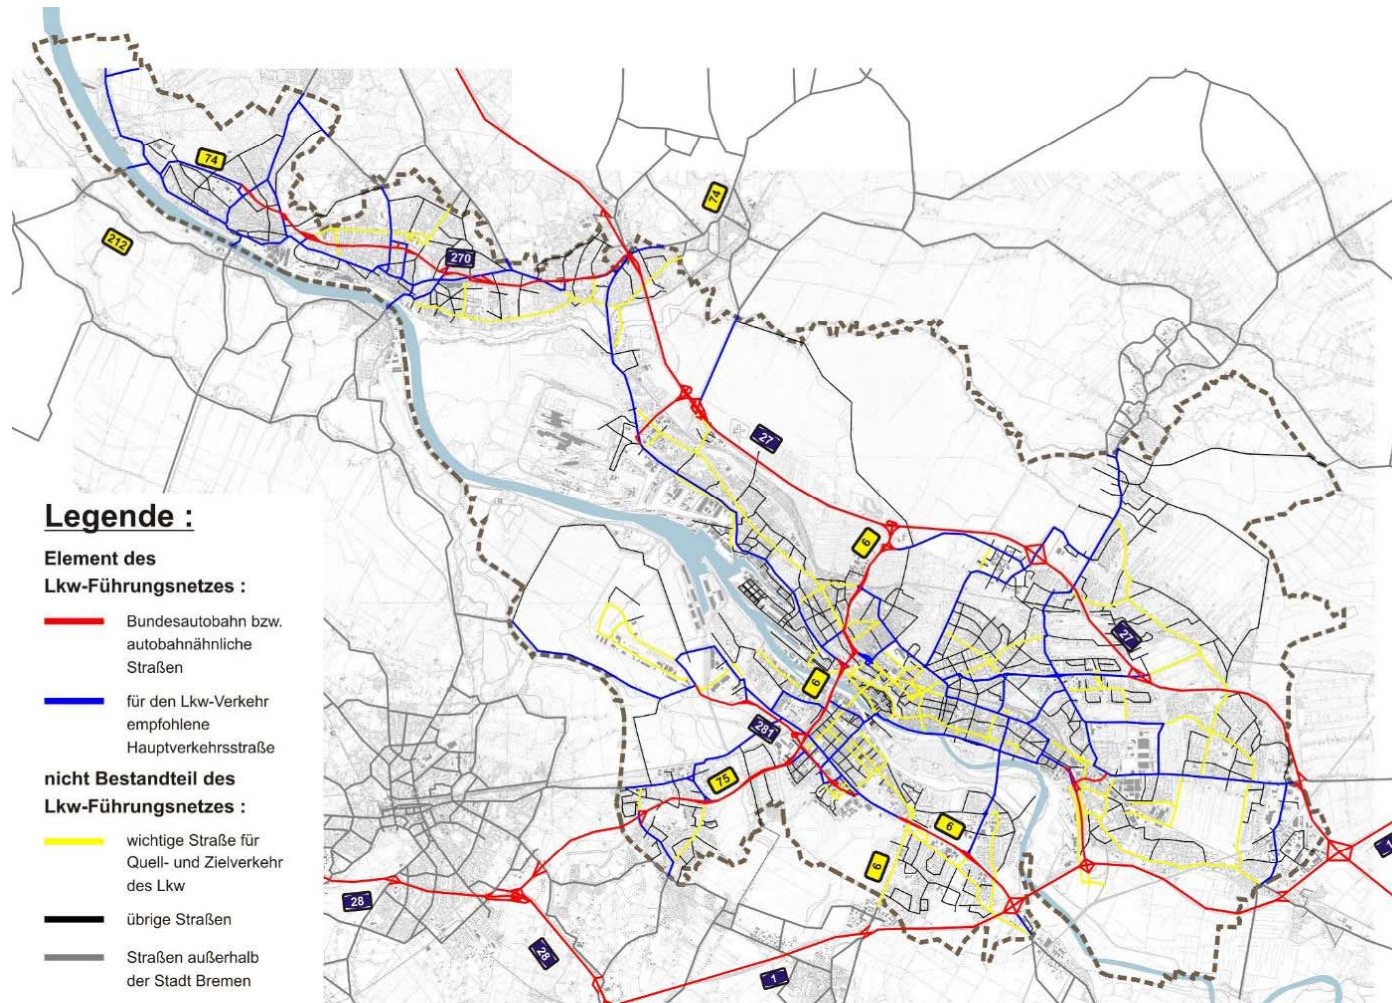 74
74
212
270
27
6
Legende :
Element des
Lkw-Führungsnetzes :
Bundesautobahn bzw.
autobahnähnliche
Straßen
für den Lkw-Verkehr
empfohlene
Hauptverkehrsstraße
nicht Bestandteil des
Lkw-Führungsnetzes :
wichtige Straße für
Quell- und Zielverkehr
des Lkw
übrige Straßen
Straßen außerhalb
der Stadt Bremen
27
6
281
75
6
6
1
28
28
1